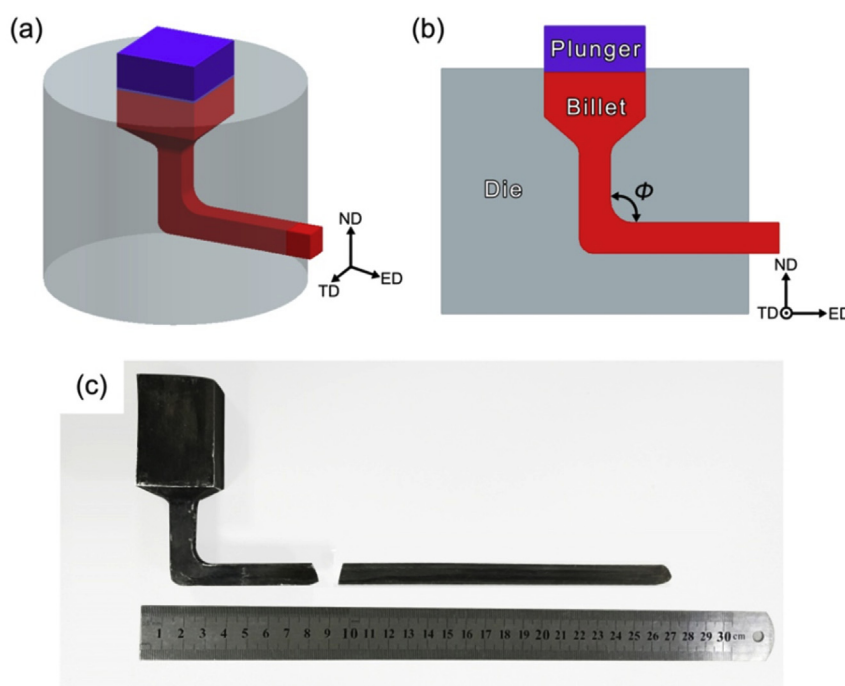 (a)
ND
ED
TD
(b)
Plunger
Billet
Die
Φ
ND
TD
ED
(c)
1 2 3 4 5 6 7 8 9 10 11 12 13 14 15 16 17 18 19 20 21 22 23 24 25 26 27 28 29 30 cm